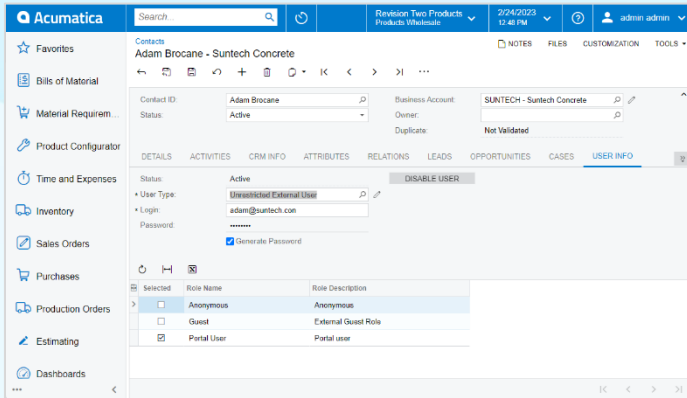 Acumatica
Search...
Revision Two Products
Products Wholesale
2/24/2023
12:48 PM
admin admin
Favorites
Bills of Material
Material Requirem...
Product Configurator
Time and Expenses
Inventory
Sales Orders
Purchases
Production Orders
Estimating
Dashboards
Contacts
NOTES FILES CUSTOMIZATION TOOLS
Adam Brocane - Suntech Concrete
Contact ID: Adam Brocane Business Account: SUNTECH - Suntech Concrete
Status: Active Owner:
Duplicate: Not Validated
DETAILS ACTIVITIES CRM INFO ATTRIBUTES RELATIONS LEADS OPPORTUNITIES CASES USER INFO
Status: Active DISABLE USER
* User Type: Unrestricted External User
* Login: adam@suntech.con
Password: ••••••••
Generate Password
Selected Role Name Role Description
Anonymous Anonymous
Guest External Guest Role
Portal User Portal user